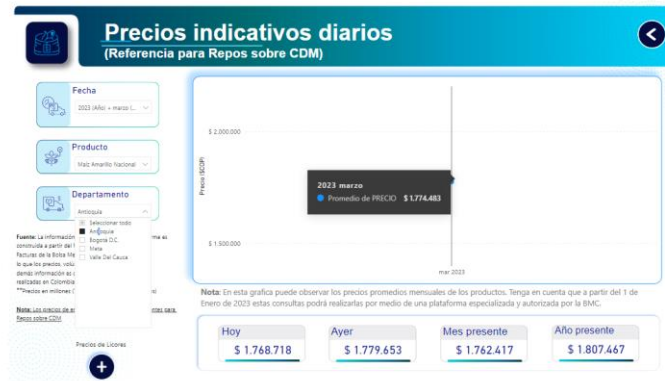 Precios indicativos diarios
(Referencia para Repos sobre CDM)
Fecha
2023 (Año) + marzo (...
Producto
Maíz Amarillo Nacional
Departamento
Antioquia
Seleccionar todo
Antioquia
Bogotá D.C.
Meta
Valle Del Cauca
Fuente: La información
construida a partir del
Facturas de la Bolsa Me
lo que los precios, volu
demás información es
realizadas en Colombia
**Precios en millones (
Nota: Los precios de
Repos sobre CDM
Precios de Licores
Precio ($COP)
$ 2.000.000
$ 1.500.000
2023 marzo
Promedio de PRECIO $ 1.774.483
mar 2023
Nota: En esta grafica puede observar los precios promedios mensuales de los productos. Tenga en cuenta que a partir del 1 de
Enero de 2023 estas consultas podrá realizarlas por medio de una plataforma especializada y autorizada por la BMC.
Hoy
$ 1.768.718
Ayer
$ 1.779.653
Mes presente
$ 1.762.417
Año presente
$ 1.807.467